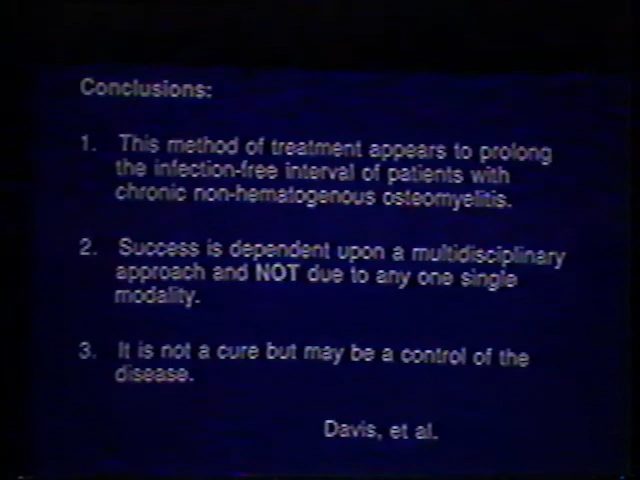 Conclusions:
1. This method of treatment appears to prolong
the infection-free interval of patients with
chronic non-hematogenous osteomyelitis.
2. Success is dependent upon a multidisciplinary
approach and NOT due to any one single
modality.
3. It is not a cure but may be a control of the
disease.
Davis, et al.